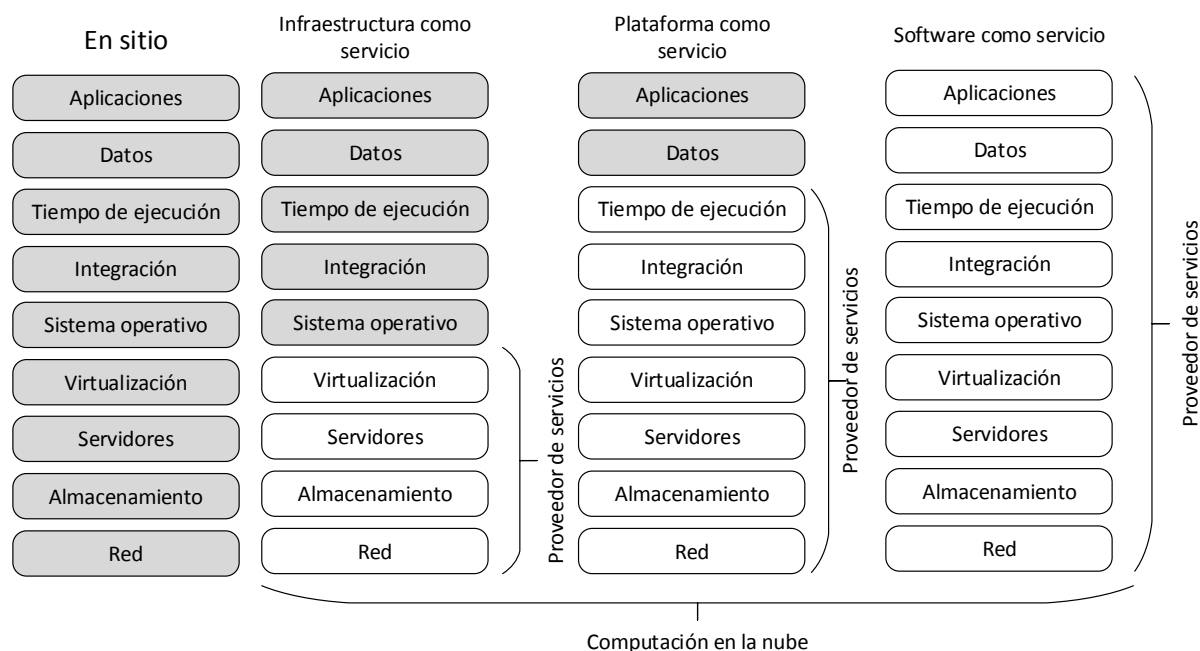 En sitio
Aplicaciones
Datos
Tiempo de ejecución
Integración
Sistema operativo
Virtualización
Servidores
Almacenamiento
Red
Infraestructura como
servicio
Aplicaciones
Datos
Tiempo de ejecución
Integración
Sistema operativo
Virtualización
Servidores
Almacenamiento
Red
Proveedor de servicios
Plataforma como
servicio
Aplicaciones
Datos
Tiempo de ejecución
Integración
Sistema operativo
Virtualización
Servidores
Almacenamiento
Red
Proveedor de servicios
Software como servicio
Aplicaciones
Datos
Tiempo de ejecución
Integración
Sistema operativo
Virtualización
Servidores
Almacenamiento
Red
Proveedor de servicios
Computación en la nube